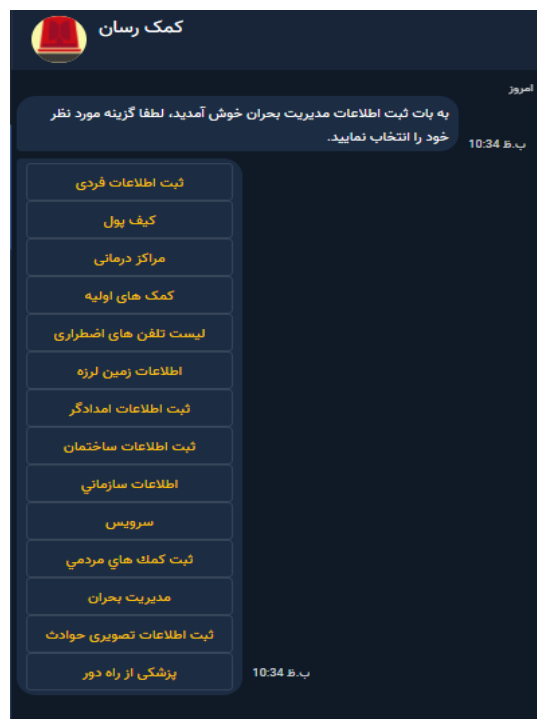 کمک رسان
امروز
به بات ثبت اطلاعات مدیریت بحران خوش آمدید، لطفا گزینه مورد نظر
خود را انتخاب نمایید.
10:34 ب.ظ
ثبت اطلاعات فردی
کیف پول
مراکز درمانی
کمک های اولیه
لیست تلفن های اضطراری
اطلاعات زمین لرزه
ثبت اطلاعات امدادگر
ثبت اطلاعات ساختمان
اطلاعات سازماني
سرویس
ثبت كمك هاي مردمي
مدیریت بحران
ثبت اطلاعات تصویری حوادث
پزشکی از راه دور
10:34 ب.ظ